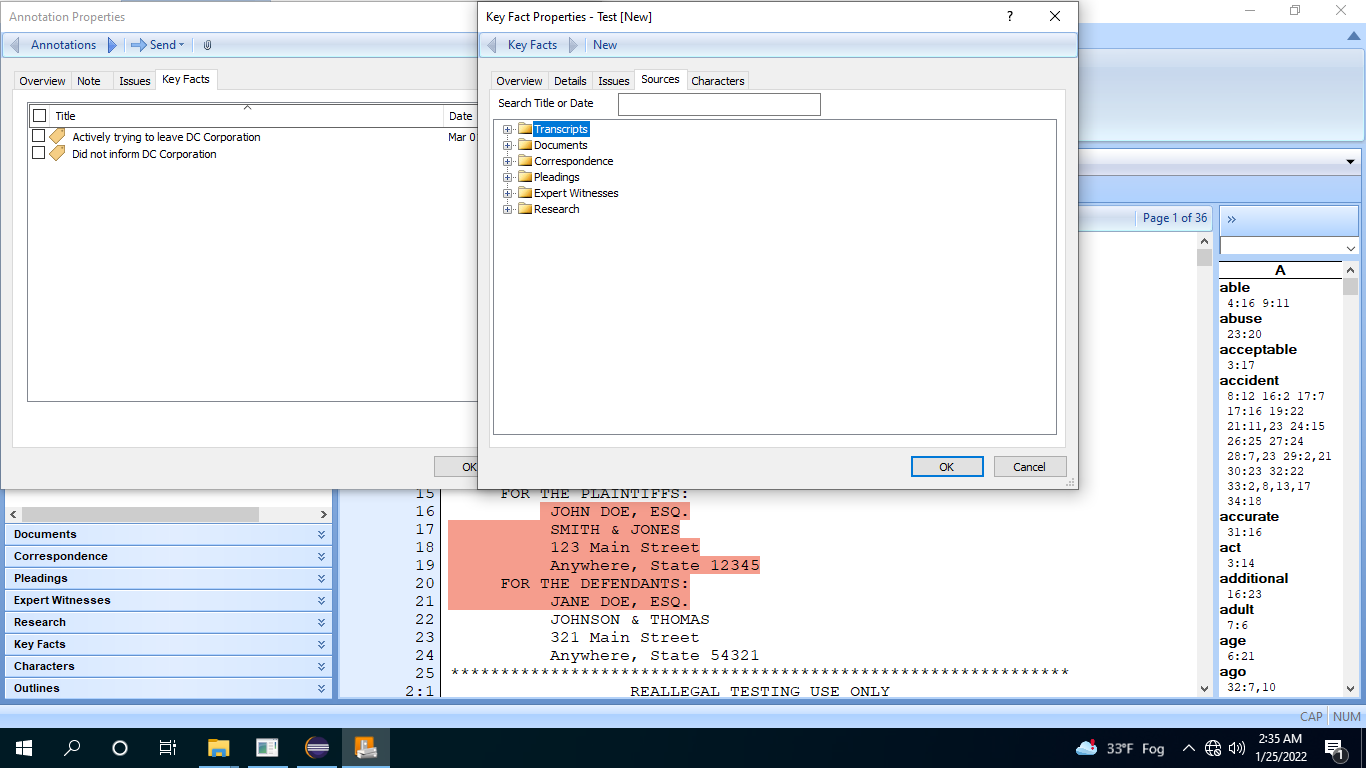 Annotation Properties
Annotations
Send
Overview
Note
Issues
Key Facts
Title
Date
Actively trying to leave DC Corporation
Mar 0
Did not inform DC Corporation
OK
Key Fact Properties - Test [New]
?
Key Facts
New
Overview
Details
Issues
Sources
Characters
Search Title or Date
Transcripts
Documents
Correspondence
Pleadings
Expert Witnesses
Research
OK
Cancel
Page 1 of 36
A
able
4:16 9:11
abuse
23:20
acceptable
3:17
accident
8:12 16:2 17:7
17:16 19:22
21:11,23 24:15
26:25 27:24
28:7,23 29:2,21
30:23 32:22
33:2,8,13,17
34:18
accurate
31:16
act
3:14
additional
16:23
adult
7:6
age
6:21
ago
32:7,10
Documents
Correspondence
Pleadings
Expert Witnesses
Research
Key Facts
Characters
Outlines
15 FOR THE PLAINTIFFS:
16 JOHN DOE, ESQ.
17 SMITH & JONES
18 123 Main Street
19 Anywhere, State 12345
20 FOR THE DEFENDANTS:
21 JANE DOE, ESQ.
22 JOHNSON & THOMAS
23 321 Main Street
24 Anywhere, State 54321
25 **************************************************************
2:1 REALLEGAL TESTING USE ONLY
CAP NUM
33°F Fog
2:35 AM
1/25/2022
1